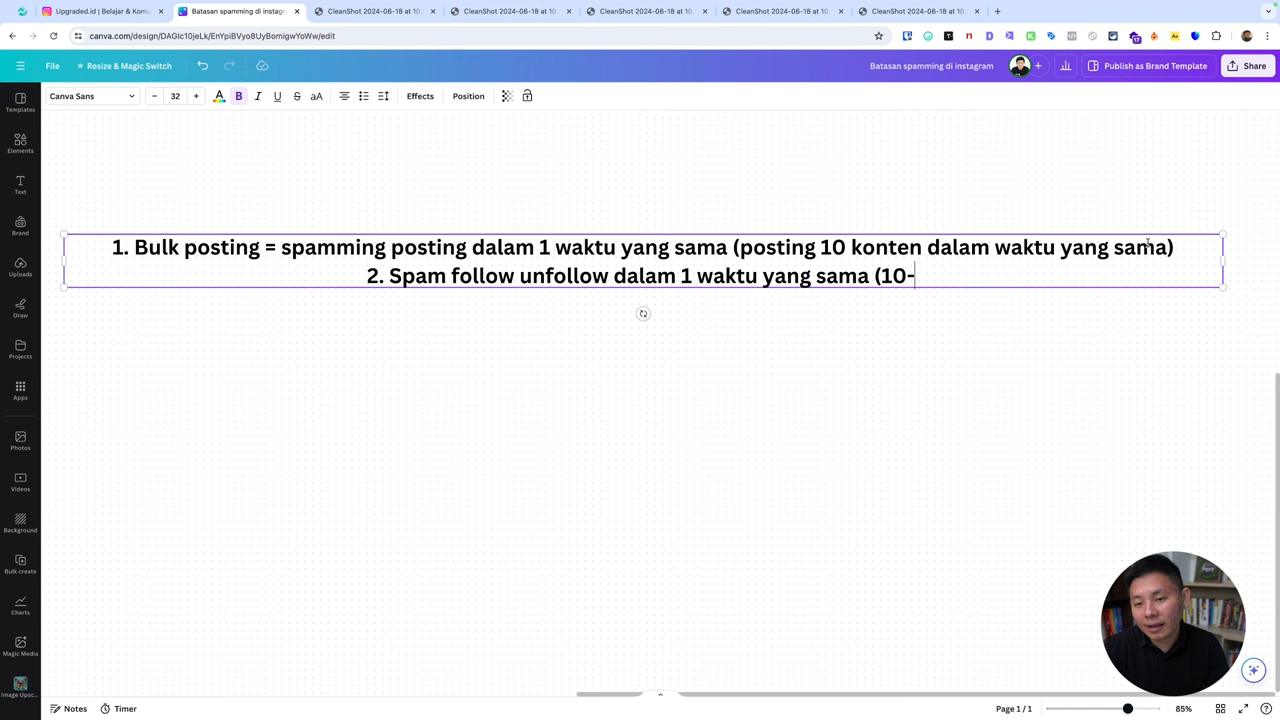 Upgraded.id | Belajar & Komu
Batasan spamming di instagra
CleanShot 2024-06-18 at 10.
CleanShot 2024-06-18 at 10.
CleanShot 2024-06-18 at 10.
CleanShot 2024-06-18 at 10.
CleanShot 2024-06-18 at 10.
canva.com/design/DAGIc10jeLk/EnYpiBVyo8UyBomigwYoWw/edit
17
File
Resize & Magic Switch
Batasan spamming di instagram
Publish as Brand Template
Share
Canva Sans
32
A
B
I
U
S
aA
Effects
Position
Templates
Elements
Text
Brand
Uploads
Draw
Projects
Apps
Photos
Videos
Background
Bulk create
Charts
Magic Media
Image Upsc...
1. Bulk posting = spamming posting dalam 1 waktu yang sama (posting 10 konten dalam waktu yang sama)
2. Spam follow unfollow dalam 1 waktu yang sama (10-
Notes
Timer
Page 1 / 1
85%